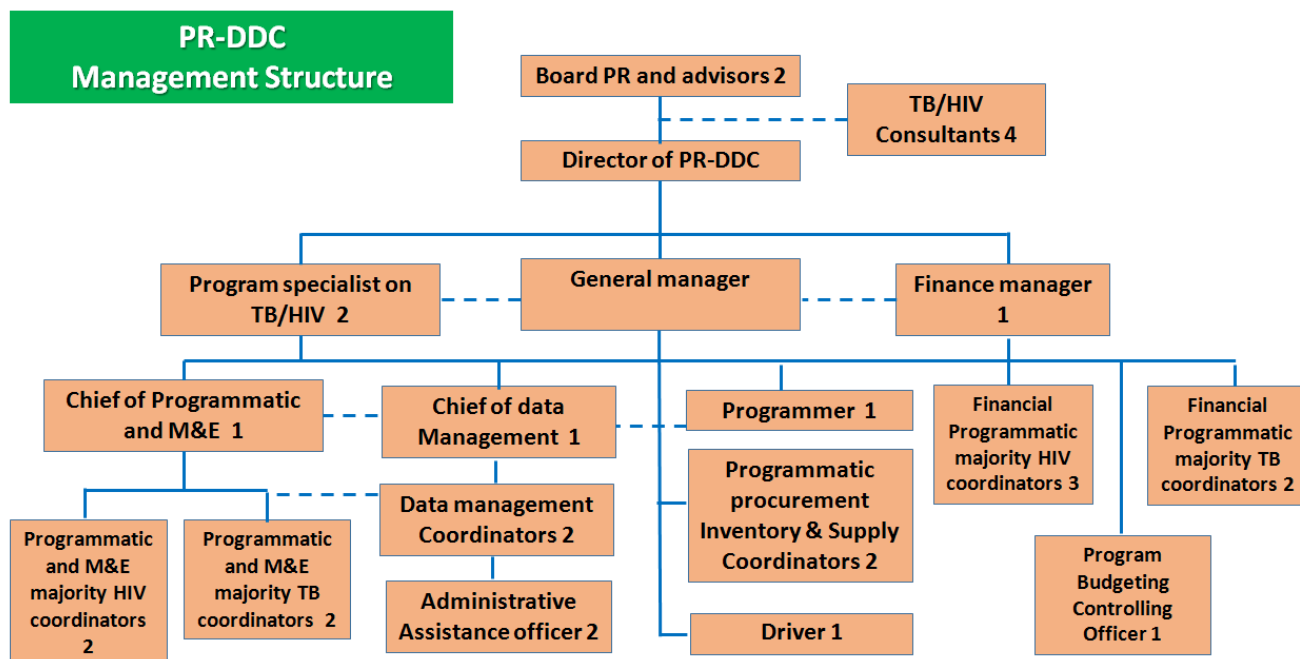 PR-DDC
Management Structure
Board PR and advisors 2
TB/HIV
Consultants 4
Director of PR-DDC
Program specialist on
TB/HIV 2
General manager
Finance manager
1
Chief of Programmatic
and M&E 1
Chief of data
Management 1
Programmer 1
Financial
Programmatic
majority HIV
coordinators 3
Financial
Programmatic
majority TB
coordinators 2
Programmatic
procurement
Inventory & Supply
Coordinators 2
Data management
Coordinators 2
Programmatic
and M&E
majority HIV
coordinators
2
Programmatic
and M&E
majority TB
coordinators 2
Administrative
Assistance officer 2
Driver 1
Program
Budgeting
Controlling
Officer 1